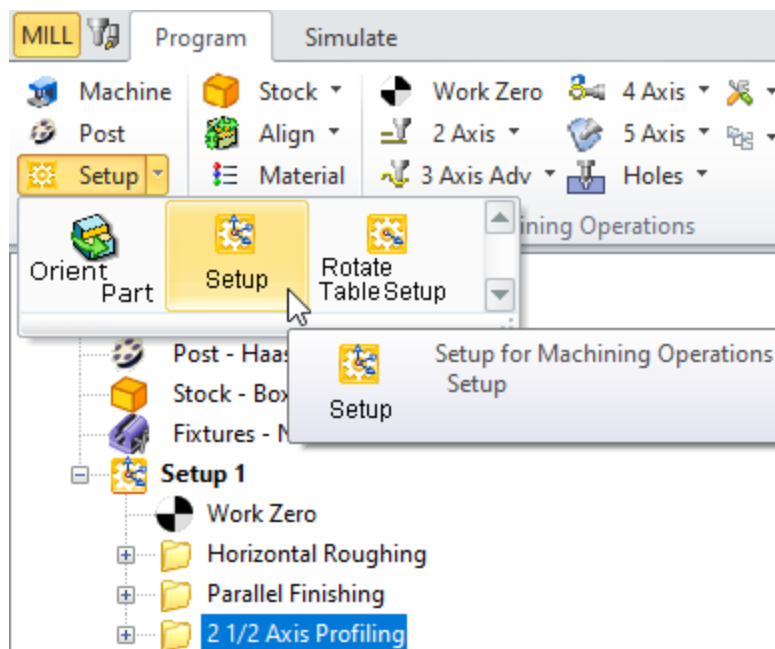 MILL Program Simulate
Machine Stock Work Zero 4 Axis
Post Align 2 Axis 5 Axis
Setup Material 3 Axis Adv Holes
ining Operations
Orient
Part
Setup
Rotate
Table Setup
Setup for Machining Operations
Setup
Setup
Post - Haas
Stock - Box
Fixtures - N
Setup 1
Work Zero
Horizontal Roughing
Parallel Finishing
2 1/2 Axis Profiling